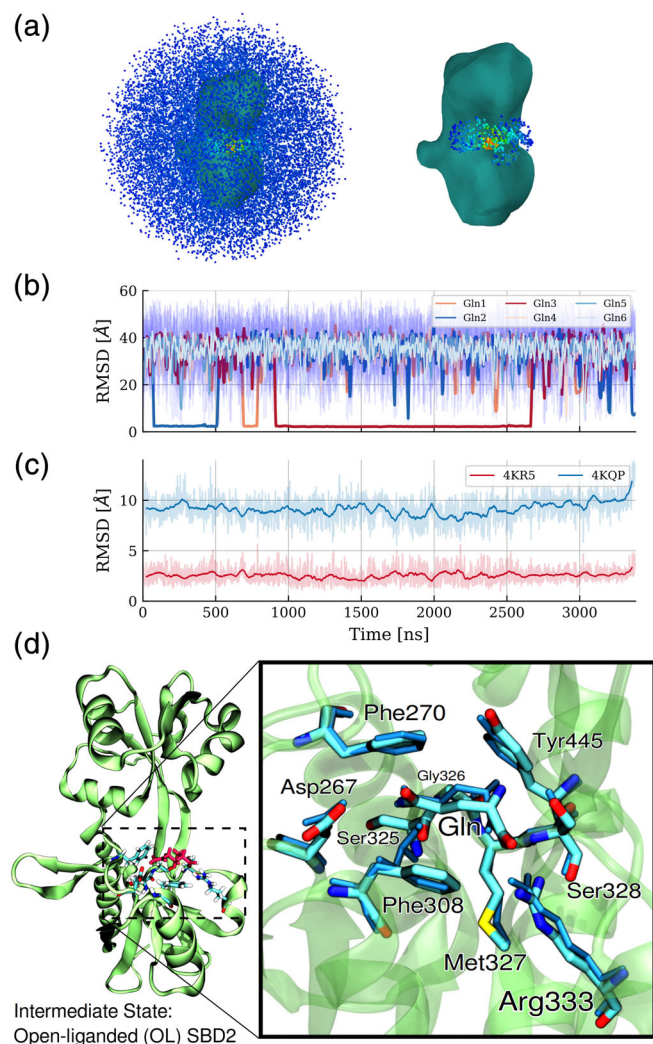 (a)
(b)
60
40
20
0
RMSD [Å]
Gln1 Gln3 Gln5
Gln2 Gln4 Gln6
(c)
10
5
0
RMSD [Å]
4KR5 4KQP
0 500 1000 1500 2000 2500 3000
Time [ns]
(d)
Phe270
Tyr445
Asp267
Gly326
Ser325
Gln
Phe308
Ser328
Met327
Arg333
Intermediate State:
Open-liganded (OL) SBD2